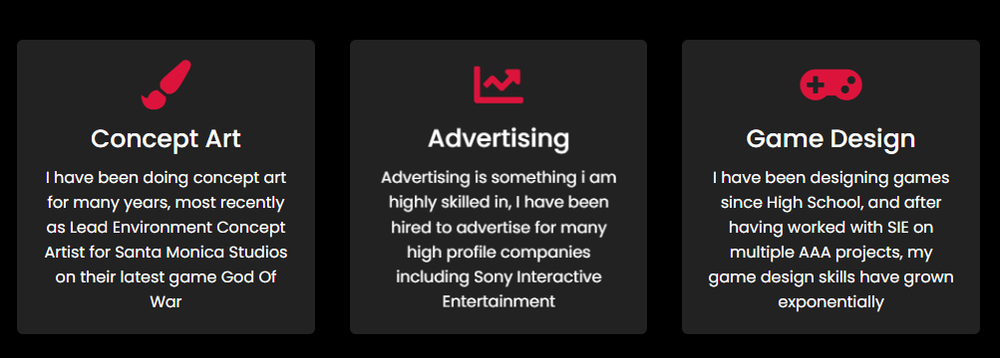 Concept Art
I have been doing concept art
for many years, most recently
as Lead Environment Concept
Artist for Santa Monica Studios
on their latest game God Of
War
Advertising
Advertising is something i am
highly skilled in, I have been
hired to advertise for many
high profile companies
including Sony Interactive
Entertainment
Game Design
I have been designing games
since High School, and after
having worked with SIE on
multiple AAA projects, my
game design skills have grown
exponentially